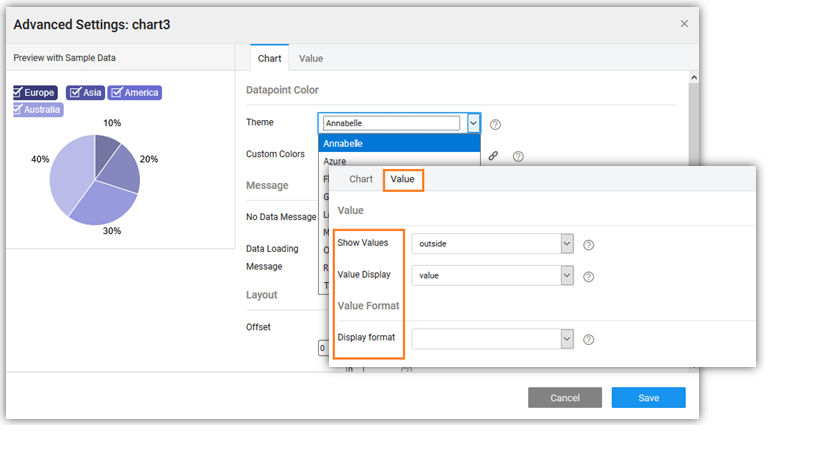 Advanced Settings: chart3
Preview with Sample Data
Chart Value
Europe Asia America
Australia
10%
20%
30%
40%
Datapoint Color
Theme Annabelle
Annabelle
Custom Colors Azure
Message
No Data Message
Data Loading
Message
Layout
Offset
0
Chart Value
Value
Show Values outside
Value Display value
Value Format
Display format
Cancel Save